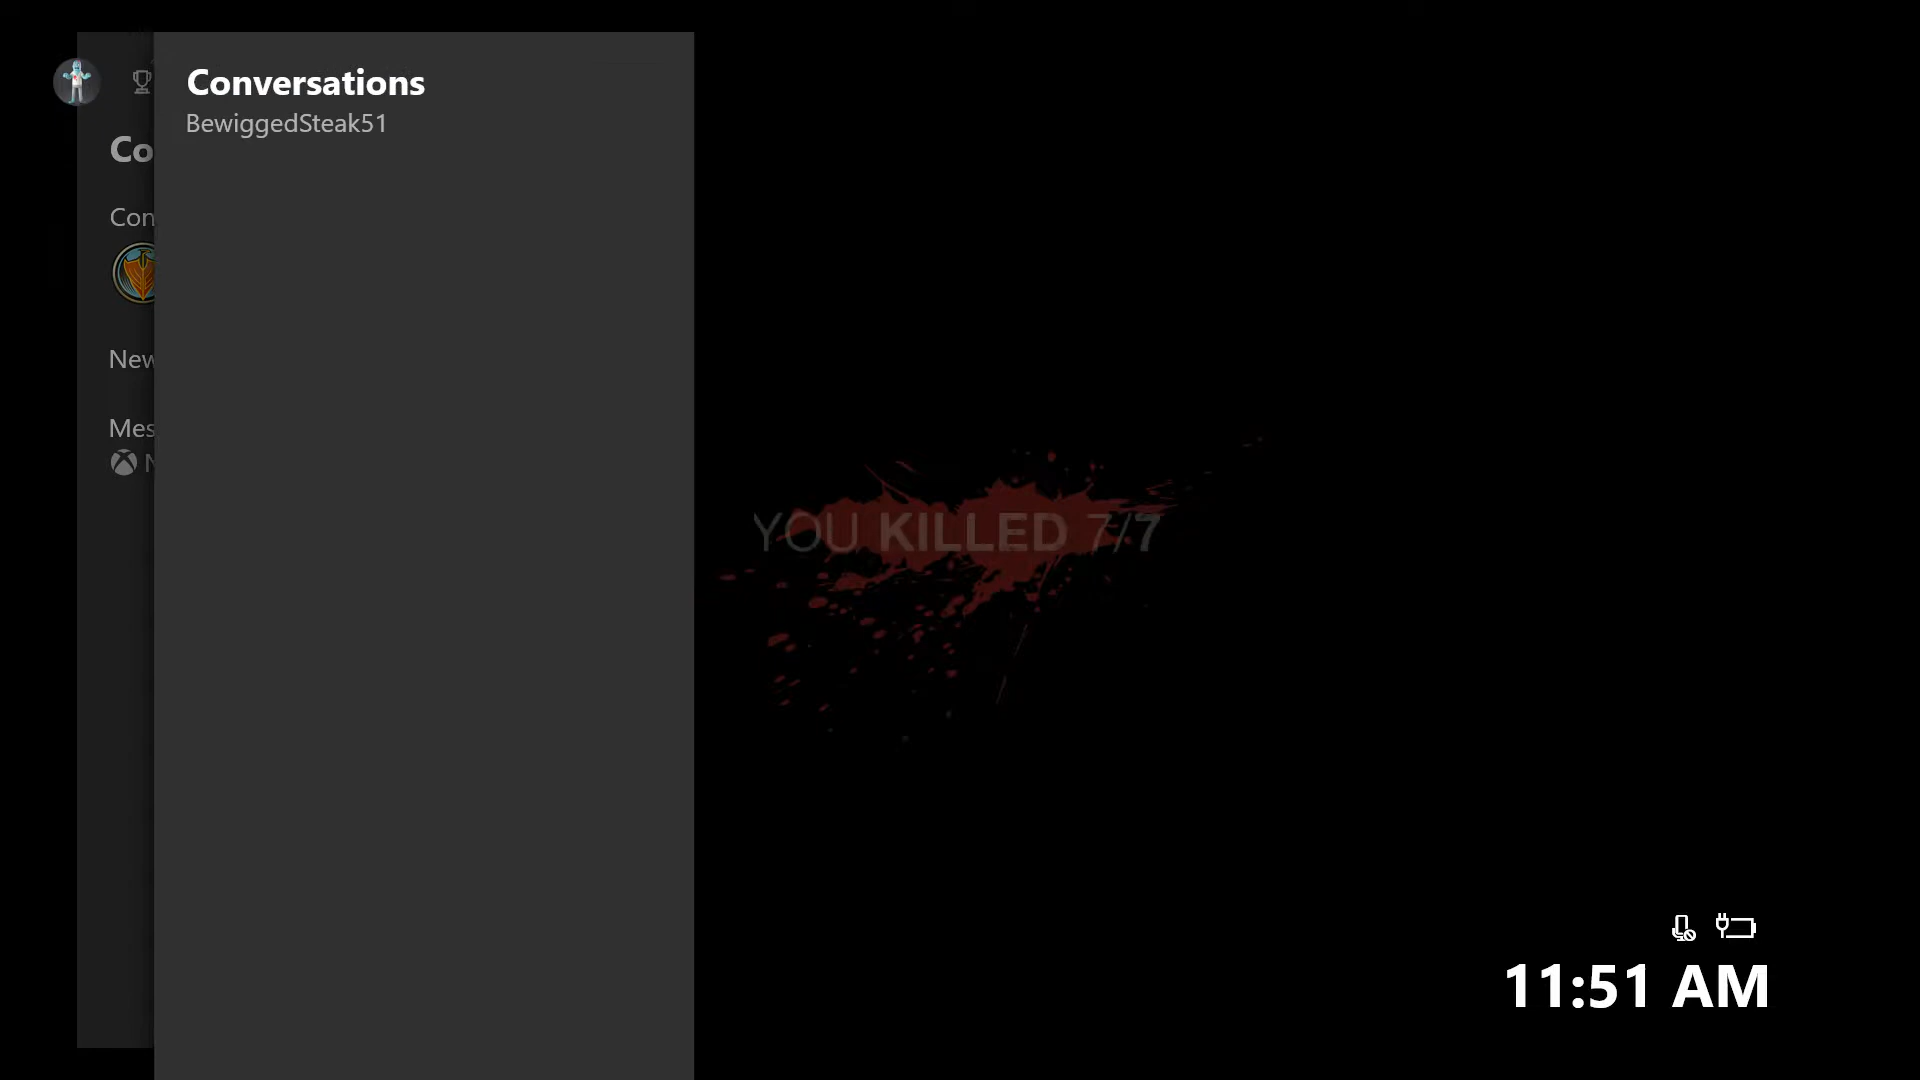 Conversations
BewiggedSteak51
Co
Con
New
Mes
N
YOU KILLED 7/7
11:51 AM